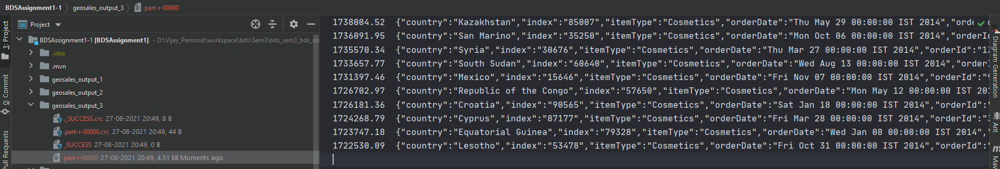 BDSAssignment1-1 geosales_output_3 part-r-00000
1: Project
0: Commit
Pull Requests
Project
BDSAssignment1-1 [BDSAssignment1] - D:\Vijay_Personal\workspace\bits\Sem3\bits_sem3_bds_as
.idea
.mvn
geosales_output_1
geosales_output_2
geosales_output_3
._SUCCESS.crc 27-08-2021 20:49, 8 B
.part-r-00000.crc 27-08-2021 20:49, 44 B
_SUCCESS 27-08-2021 20:49, 0 B
part-r-00000 27-08-2021 20:49, 4.51 kB Moments ago
1738004.52 {"country":"Kazakhstan","index":"85007","itemType":"Cosmetics","orderDate":"Thu May 29 00:00:00 IST 2014","orde
1736091.95 {"country":"San Marino","index":"35250","itemType":"Cosmetics","orderDate":"Mon Oct 06 00:00:00 IST 2014","orderId
1735570.34 {"country":"Syria","index":"30676","itemType":"Cosmetics","orderDate":"Thu Mar 27 00:00:00 IST 2014","orderId":"13
1733657.77 {"country":"South Sudan","index":"60640","itemType":"Cosmetics","orderDate":"Wed Aug 13 00:00:00 IST 2014","orderI
1731397.46 {"country":"Mexico","index":"15646","itemType":"Cosmetics","orderDate":"Fri Nov 07 00:00:00 IST 2014","orderId":"9
1726702.97 {"country":"Republic of the Congo","index":"57650","itemType":"Cosmetics","orderDate":"Mon May 12 00:00:00 IST 201
1726181.36 {"country":"Croatia","index":"90565","itemType":"Cosmetics","orderDate":"Sat Jan 18 00:00:00 IST 2014","orderId":"
1724268.79 {"country":"Cyprus","index":"87177","itemType":"Cosmetics","orderDate":"Fri Mar 28 00:00:00 IST 2014","orderId":"3
1723747.18 {"country":"Equatorial Guinea","index":"79328","itemType":"Cosmetics","orderDate":"Wed Jan 08 00:00:00 IST 2014","
1722530.09 {"country":"Lesotho","index":"53478","itemType":"Cosmetics","orderDate":"Fri Oct 31 00:00:00 IST 2014","orderId":"
Diagram Generation
Ant
m Mav